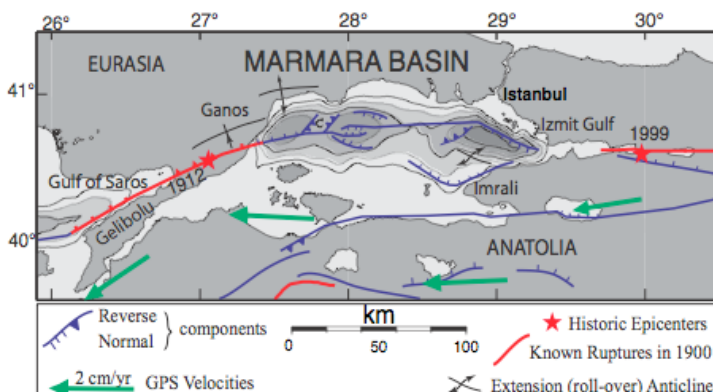 26° 27° 28° 29° 30°
EURASIA
MARMARA BASIN
41°
Istanbul
Ganos
Izmit Gulf
1999
Gulf of Saros
1912
Gelibolu
Imrali
40°
ANATOLIA
Reverse
Normal
components
km
0 50 100
Historic Epicenters
Known Ruptures in 1900
2 cm/yr
GPS Velocities
Extension (roll-over) Anticline